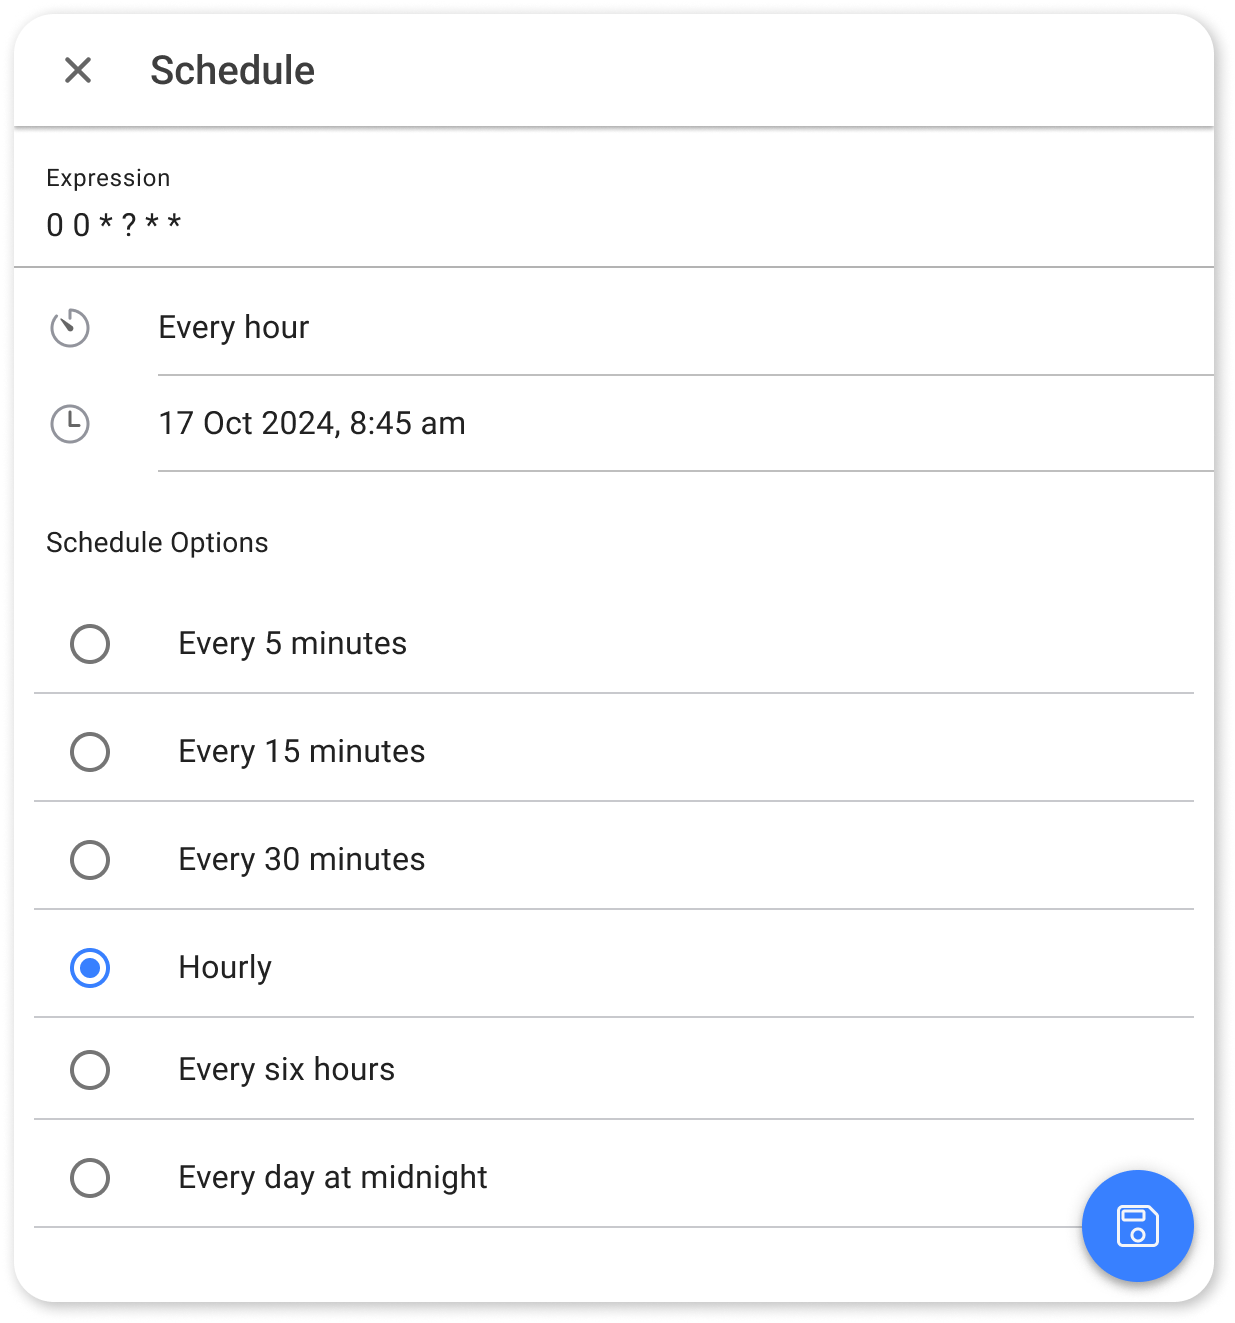 Schedule
Expression
0 0 * ? * *
Every hour
17 Oct 2024, 8:45 am
Schedule Options
Every 5 minutes
Every 15 minutes
Every 30 minutes
Hourly
Every six hours
Every day at midnight